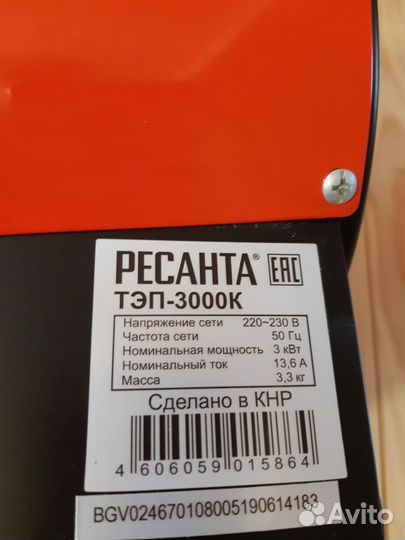 РЕСАНТА® EAC
ТЭП-3000К
Напряжение сети 220~230 В
Частота сети 50 Гц
Номинальная мощность 3 кВт
Номинальный ток 13,6 А
Масса 3,3 кг
Сделано в КНР
4 606059 015864
BGV024670108005190614183
Avito